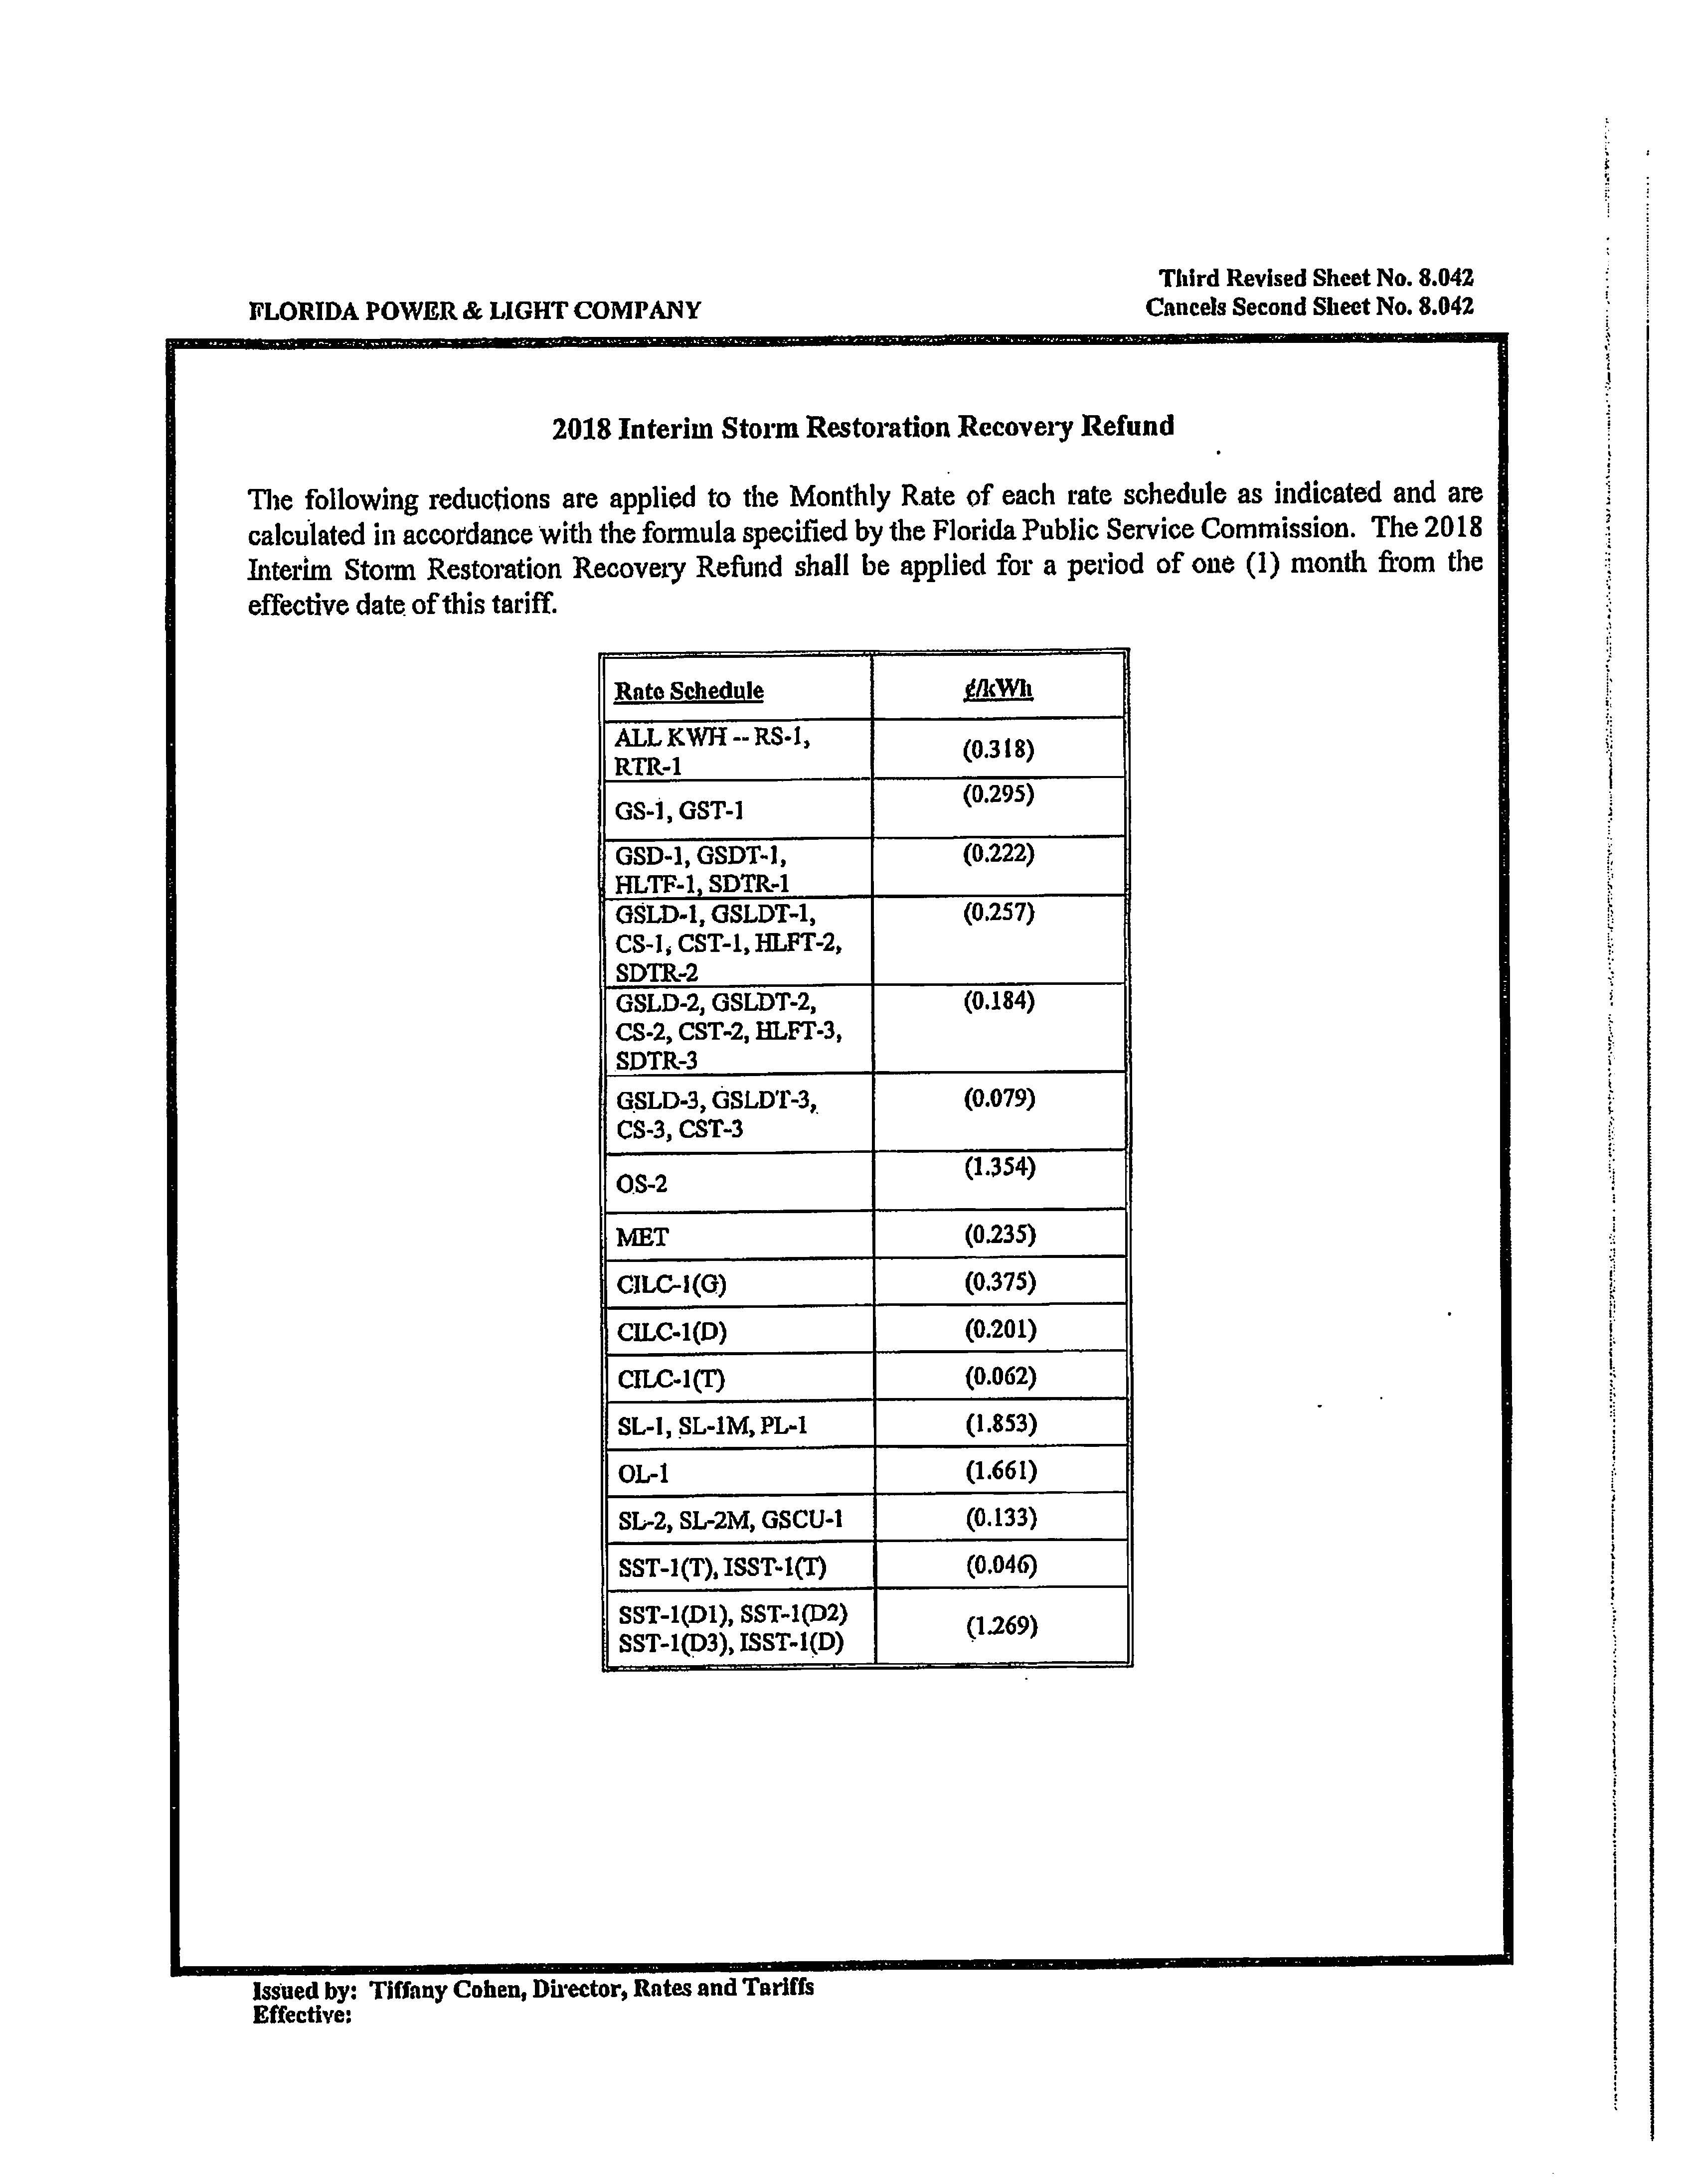 Third Revised Sheet No. 8.042
FLORIDA POWER & LIGHT COMPANY
Cancels Second Sheet No. 8.042
2018 Interim Storm Restoration Recovery Refund
The following reductions are applied to the Monthly Rate of each rate schedule as indicated and are
calculated in accordance with the formula specified by the Florida Public Service Commission. The 2018
Interim Storm Restoration Recovery Refund shall be applied for a period of one (1) month from the
effective date of this tariff.
Rate Schedule ¢/kWh
ALL KWH -- RS-1,
RTR-1
(0.318)
GS-1, GST-1
(0.295)
GSD-1, GSDT-1,
HLTF-1, SDTR-1
(0.222)
GSLD-1, GSLDT-1,
CS-1, CST-1, HLFT-2,
SDTR-2
(0.257)
GSLD-2, GSLDT-2,
CS-2, CST-2, HLFT-3,
SDTR-3
(0.184)
GSLD-3, GSLDT-3,
CS-3, CST-3
(0.079)
OS-2
(1.354)
MET (0.235)
CILC-1(G) (0.375)
CILC-1(D) (0.201)
CILC-1(T) (0.062)
SL-1, SL-1M, PL-1 (1.853)
OL-1 (1.661)
SL-2, SL-2M, GSCU-1 (0.133)
SST-1(T), ISST-1(T) (0.046)
SST-1(D1), SST-1(D2)
SST-1(D3), ISST-1(D)
(1.269)
Issued by: Tiffany Cohen, Director, Rates and Tariffs
Effective: